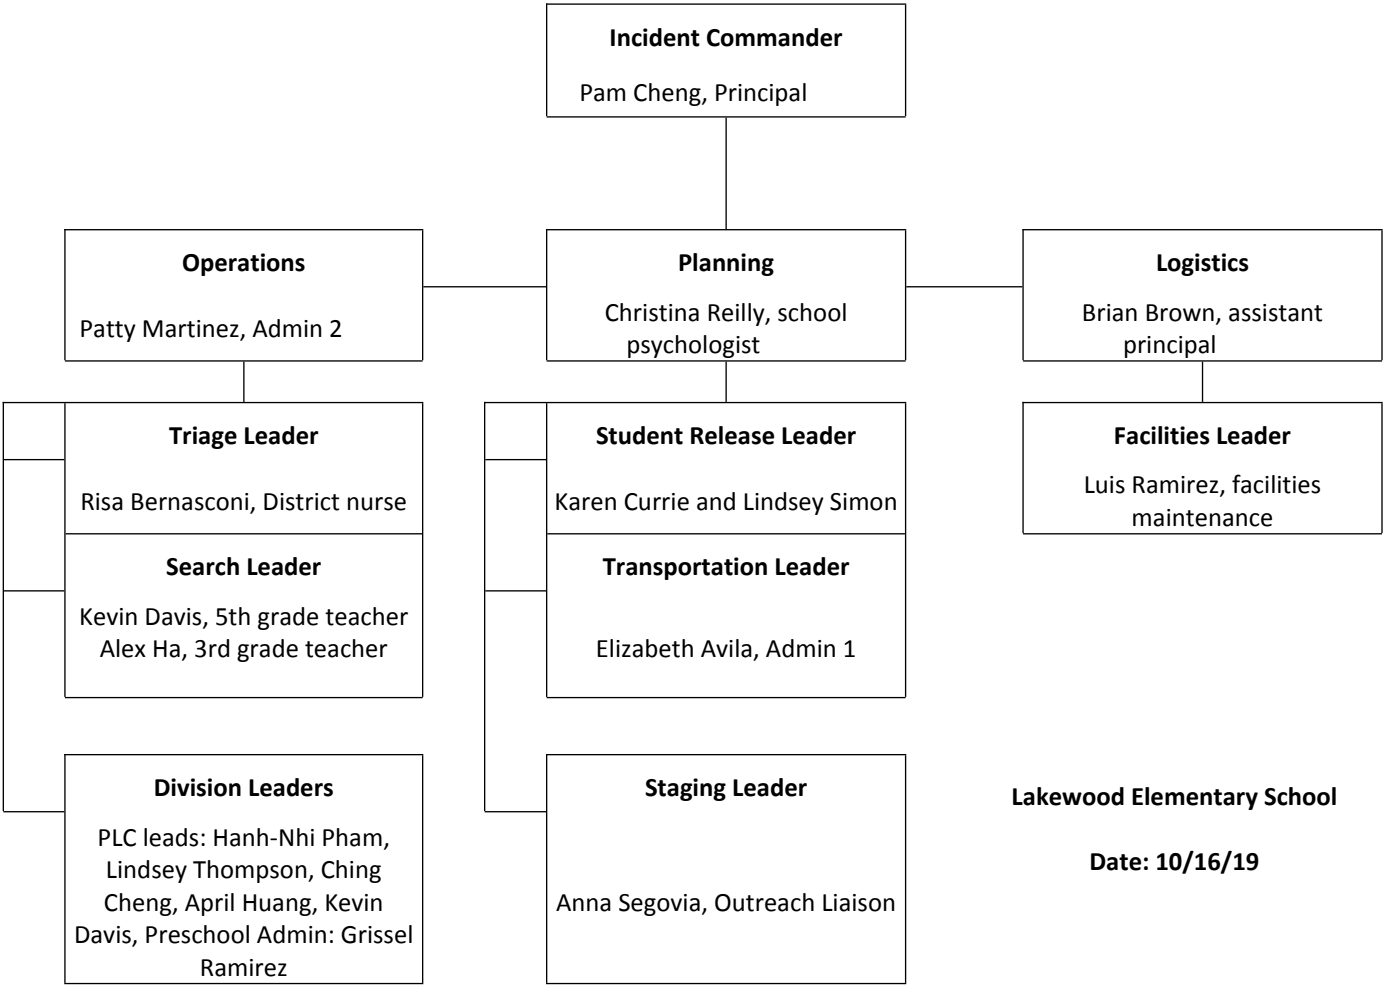 Incident Commander
Pam Cheng, Principal
Operations
Patty Martinez, Admin 2
Planning
Christina Reilly, school
psychologist
Logistics
Brian Brown, assistant
principal
Triage Leader
Risa Bernasconi, District nurse
Student Release Leader
Karen Currie and Lindsey Simon
Facilities Leader
Luis Ramirez, facilities
maintenance
Search Leader
Kevin Davis, 5th grade teacher
Alex Ha, 3rd grade teacher
Transportation Leader
Elizabeth Avila, Admin 1
Division Leaders
PLC leads: Hanh-Nhi Pham,
Lindsey Thompson, Ching
Cheng, April Huang, Kevin
Davis, Preschool Admin: Grissel
Ramirez
Staging Leader
Anna Segovia, Outreach Liaison
Lakewood Elementary School
Date: 10/16/19